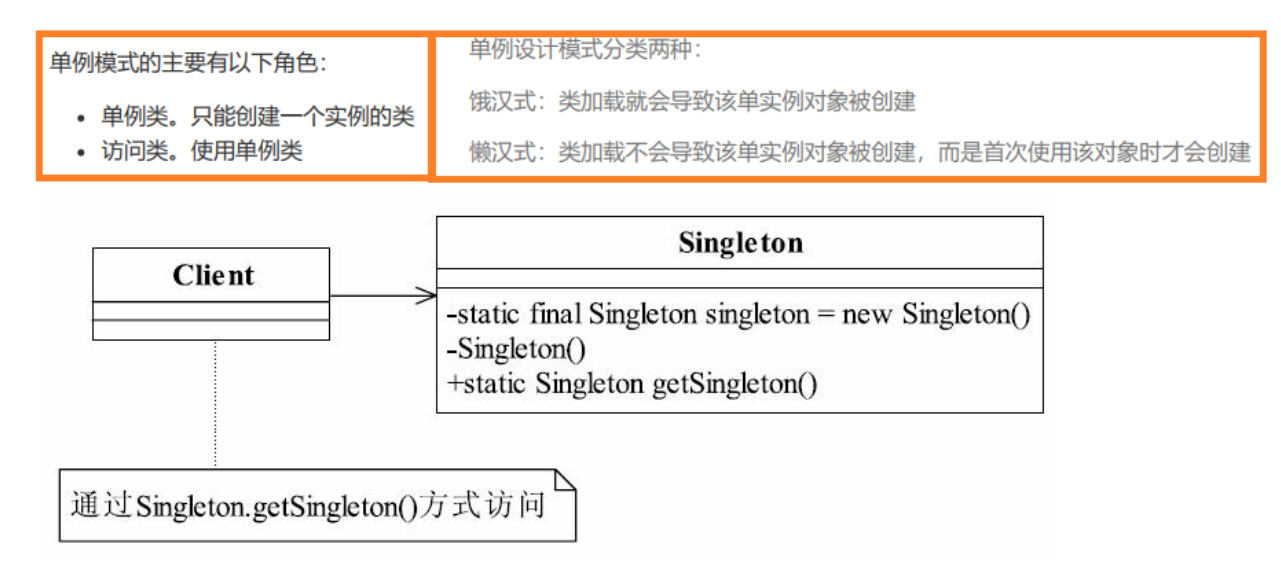 单例模式的主要有以下角色：
• 单例类。只能创建一个实例的类
• 访问类。使用单例类
单例设计模式分类两种：
饿汉式：类加载就会导致该单实例对象被创建
懒汉式：类加载不会导致该单实例对象被创建，而是首次使用该对象时才会创建
Client
Singleton
-static final Singleton singleton = new Singleton()
-Singleton()
+static Singleton getSingleton()
通过Singleton.getSingleton()方式访问